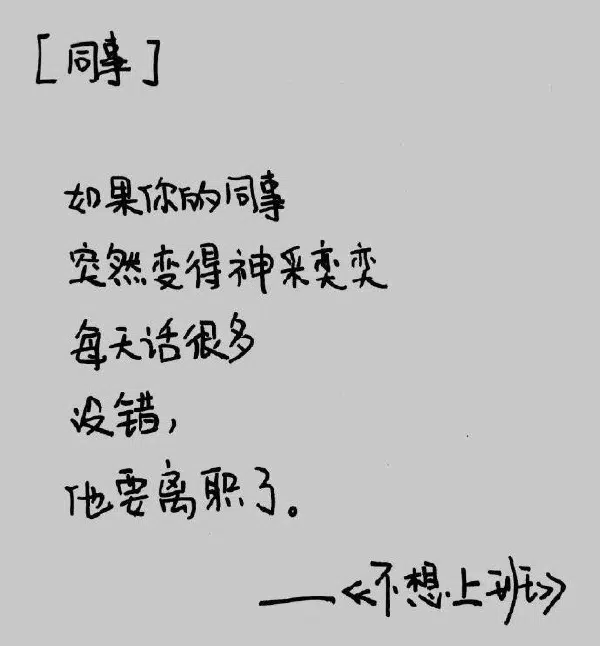 [同事]
如果你的同事
突然变得神采奕奕
每天话很多
没错，
他要离职了。
——《不想上班》